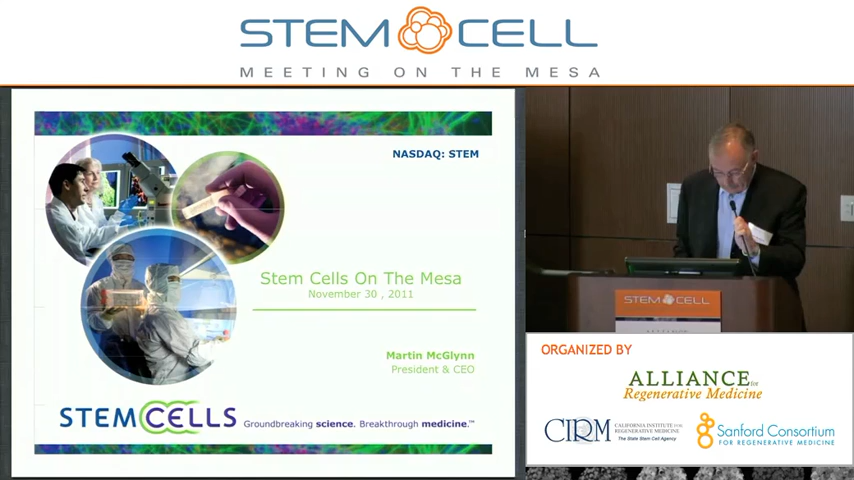 STEM CELL
MEETING ON THE MESA
NASDAQ: STEM
Stem Cells On The Mesa
November 30 , 2011
Martin McGlynn
President & CEO
STEMCELLS
Groundbreaking science. Breakthrough medicine.™
STEM CELL
ORGANIZED BY
ALLIANCE for
Regenerative Medicine
CIRM
CALIFORNIA INSTITUTE FOR
REGENERATIVE MEDICINE
The State Stem Cell Agency
Sanford Consortium
FOR REGENERATIVE MEDICINE